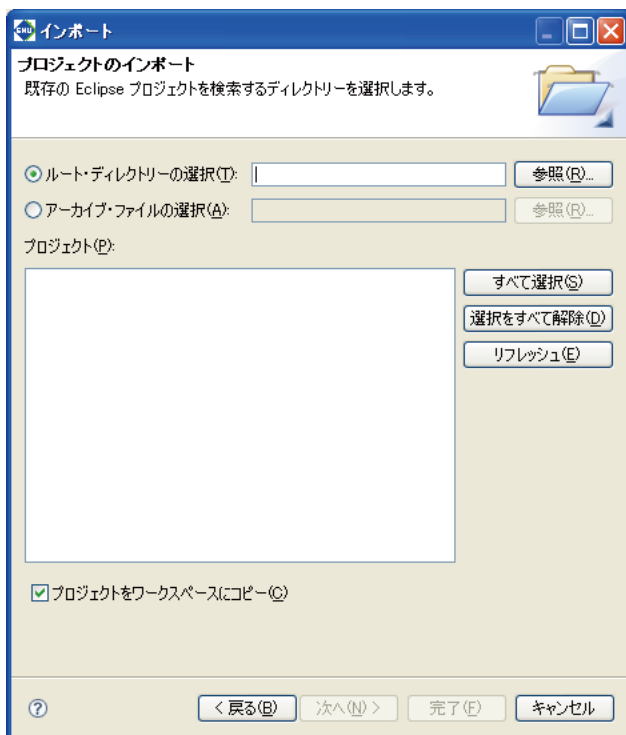 GNU インポート
プロジェクトのインポート
既存の Eclipse プロジェクトを検索するディレクトリーを選択します。
ルート・ディレクトリーの選択(T): 参照(R)...
アーカイブ・ファイルの選択(A): 参照(R)...
プロジェクト(P):
すべて選択(S)
選択をすべて解除(D)
リフレッシュ(E)
プロジェクトをワークスペースにコピー(C)
? < 戻る(B) 次へ(N) > 完了(F) キャンセル